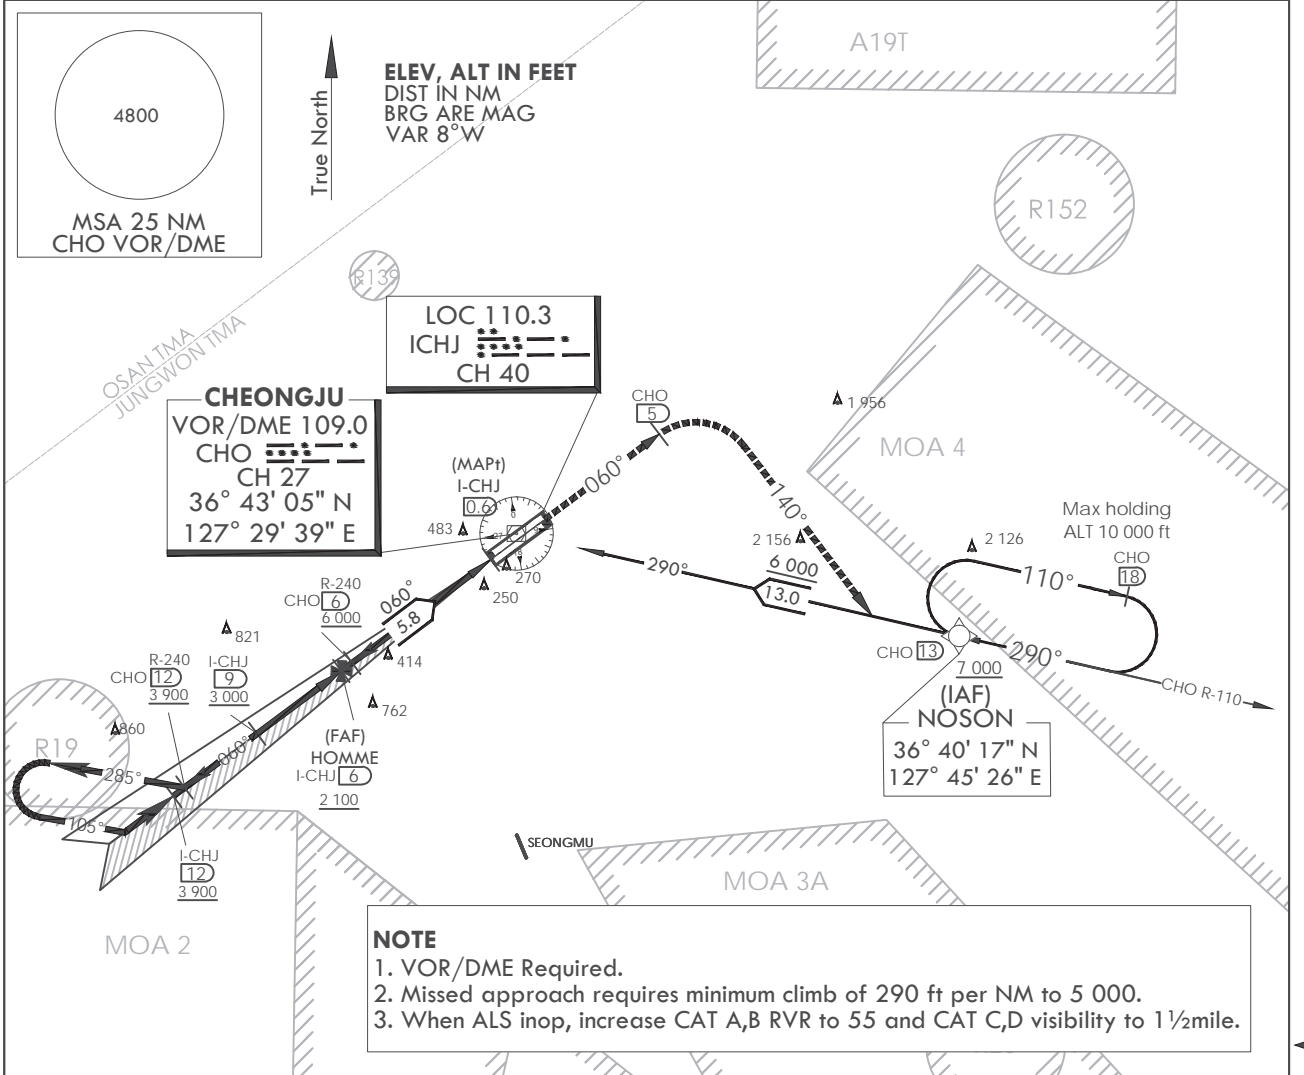 4800
MSA 25 NM
CHO VOR/DME
True North
ELEV, ALT IN FEET
DIST IN NM
BRG ARE MAG
VAR 8°W
A19T
R152
R139
OSAN TMA
JUNGWON TMA
LOC 110.3
ICHJ
CH 40
CHEONGJU
VOR/DME 109.0
CHO
CH 27
36° 43' 05" N
127° 29' 39" E
CHO
5
1 956
MOA 4
(MAPt)
I-CHJ
0.6
483
060°
140°
Max holding
ALT 10 000 ft
CHO
18
2 156
2 126
270
250
290°
6 000
13.0
110°
R-240
CHO 6
6 000
060°
5.8
821
414
CHO 13
7 000
290°
CHO R-110
R-240
CHO 12
3 900
I-CHJ
9
3 000
(IAF)
NOSON
36° 40' 17" N
127° 45' 26" E
762
860
R19
(FAF)
HOMME
I-CHJ 6
2 100
060°
285°
105°
I-CHJ
12
3 900
SEONGMU
MOA 3A
MOA 2
NOTE
1. VOR/DME Required.
2. Missed approach requires minimum climb of 290 ft per NM to 5 000.
3. When ALS inop, increase CAT A,B RVR to 55 and CAT C,D visibility to 1½mile.